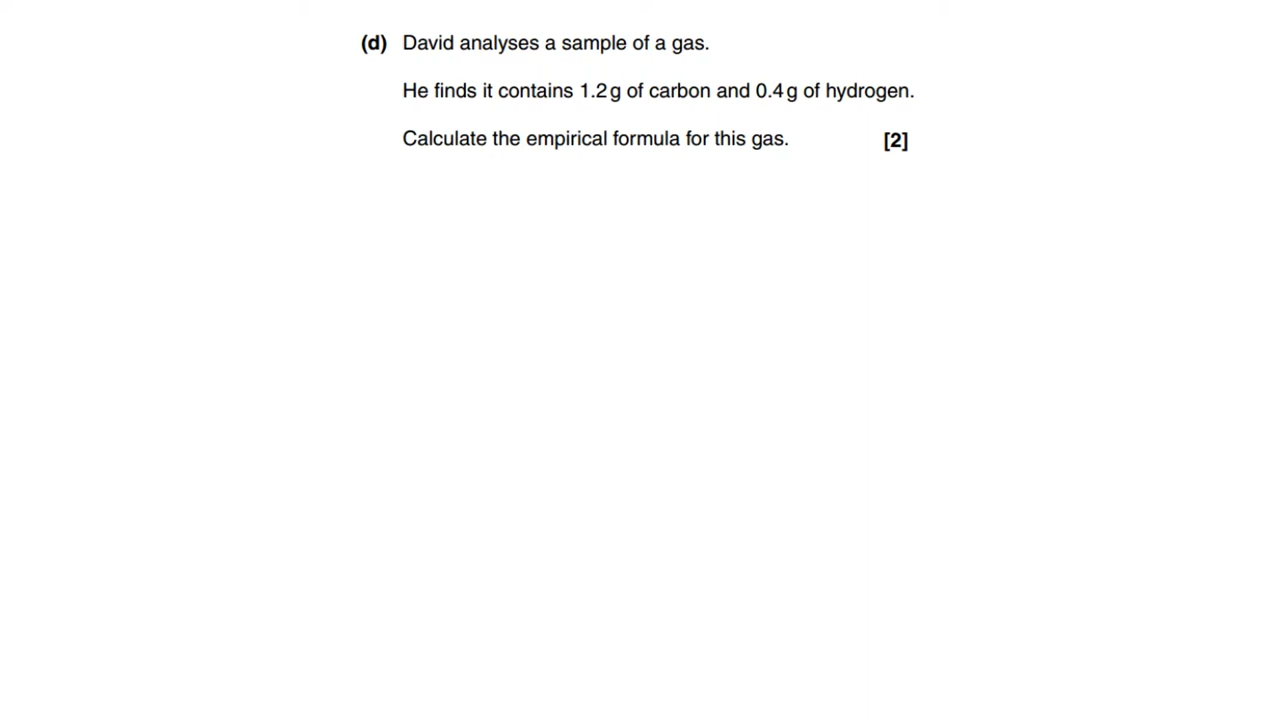 (d) David analyses a sample of a gas.
He finds it contains 1.2 g of carbon and 0.4 g of hydrogen.
Calculate the empirical formula for this gas. [2]